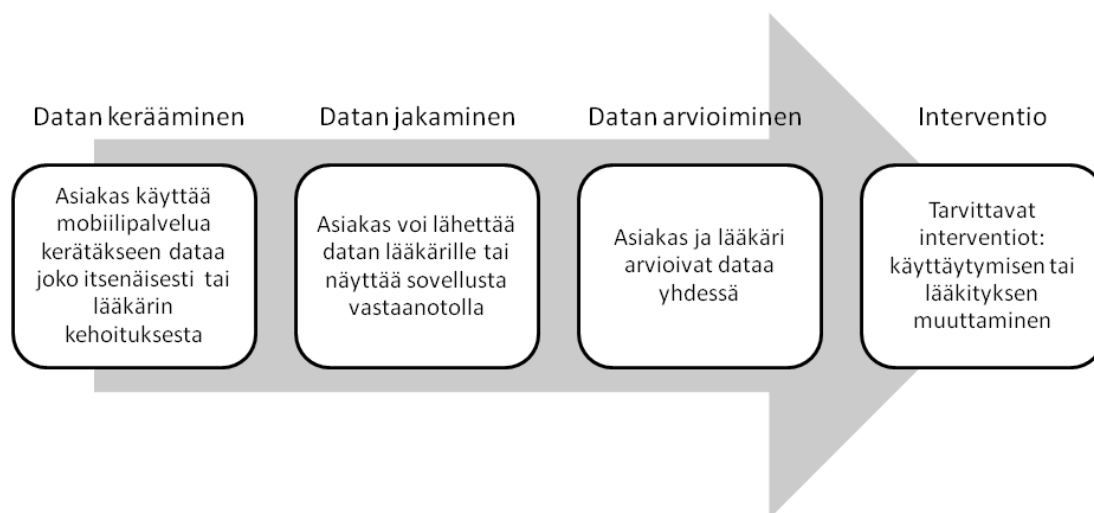 Datan kerääminen
Asiakas käyttää
mobiilipalvelua
kerätäkseen dataa
joko itsenäisesti tai
lääkärin
kehoituksesta
Datan jakaminen
Asiakas voi lähettää
datan lääkärille tai
näyttää sovellusta
vastaanotolla
Datan arvioiminen
Asiakas ja lääkäri
arvioivat dataa
yhdessä
Interventio
Tarvittavat
interventiot:
käyttäytymisen tai
lääkityksen
muuttaminen